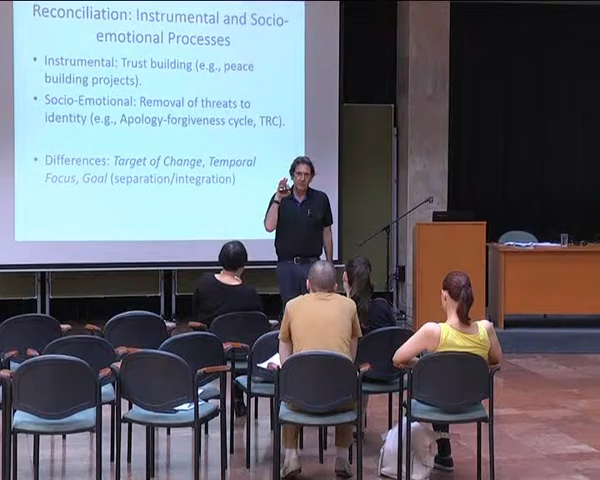 Reconciliation: Instrumental and Socio-
emotional Processes
• Instrumental: Trust building (e.g., peace
building projects).
• Socio-Emotional: Removal of threats to
identity (e.g., Apology-forgiveness cycle, TRC).
• Differences: Target of Change, Temporal
Focus, Goal (separation/integration)